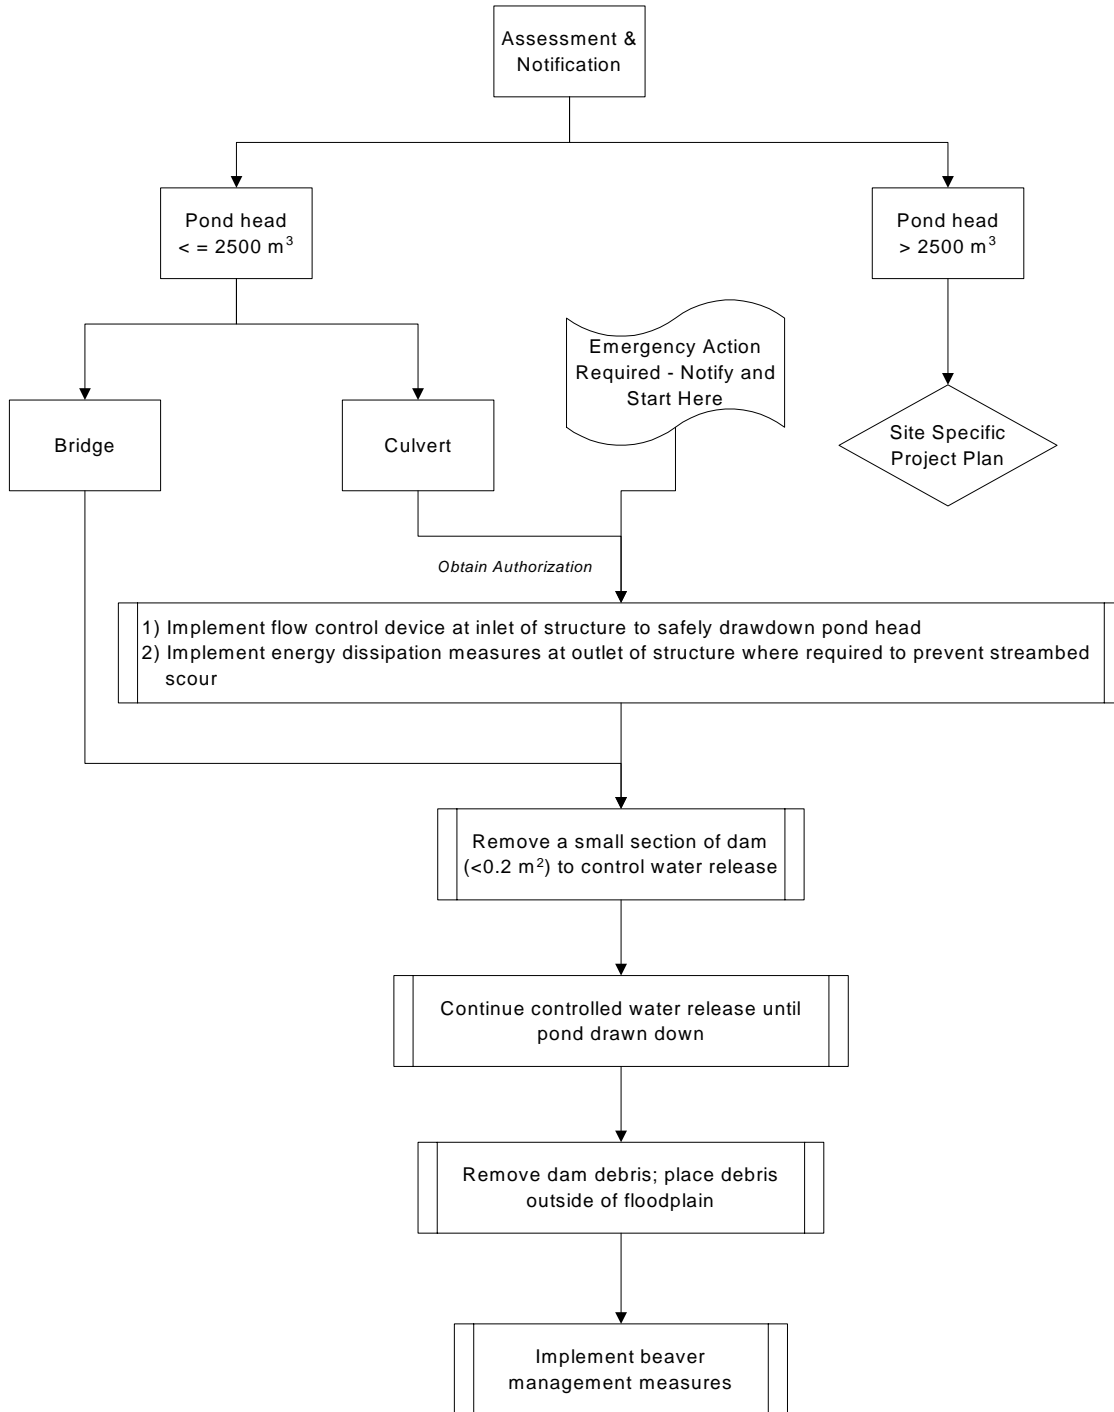 Assessment &
Notification
Pond head
< = 2500 m³
Pond head
> 2500 m³
Emergency Action
Required - Notify and
Start Here
Bridge
Culvert
Site Specific
Project Plan
Obtain Authorization
1) Implement flow control device at inlet of structure to safely drawdown pond head
2) Implement energy dissipation measures at outlet of structure where required to prevent streambed
scour
Remove a small section of dam
(<0.2 m²) to control water release
Continue controlled water release until
pond drawn down
Remove dam debris; place debris
outside of floodplain
Implement beaver
management measures